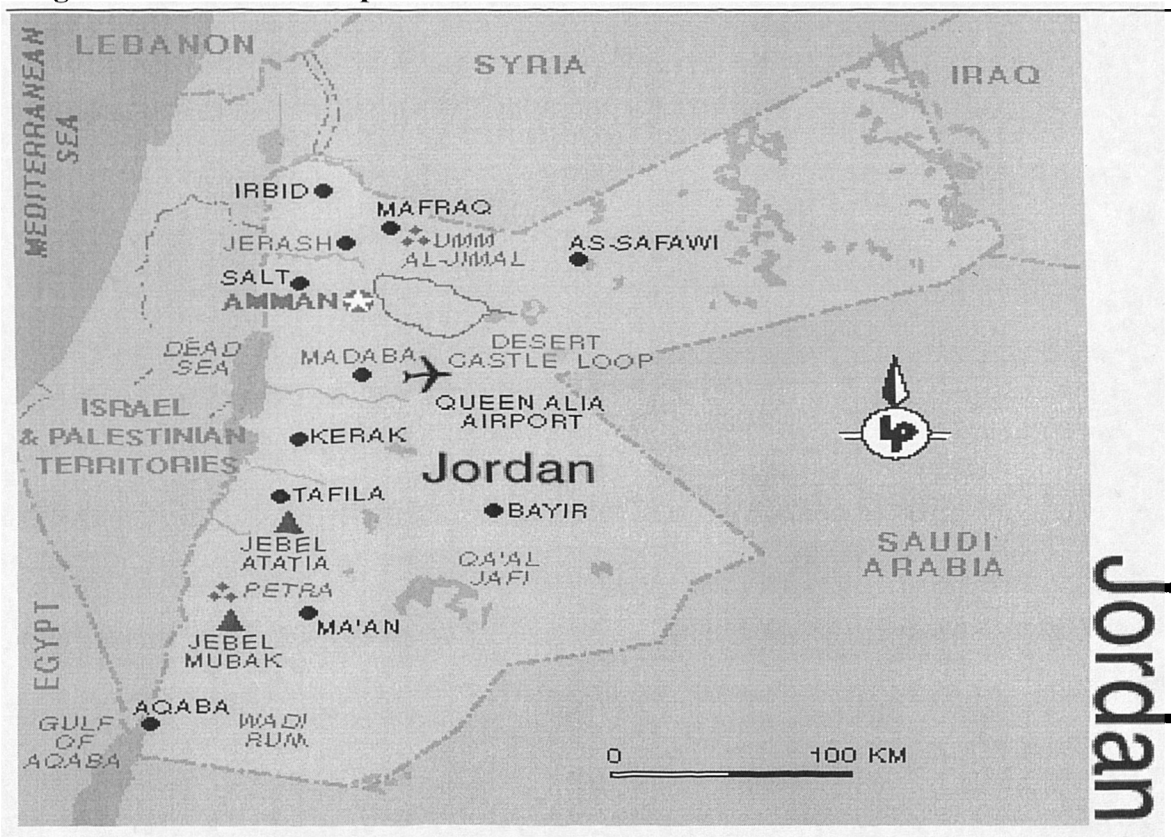 LEBANON
SYRIA
IRAQ
MEDITERRANEAN
SEA
IRBID
MAFRAQ
JERASH
UMM
AL-JIMAL
AS-SAFAWI
SALT
AMMAN
DEAD
SEA
MADABA
DESERT
CASTLE LOOP
QUEEN ALIA
AIRPORT
ISRAEL
& PALESTINIAN
TERRITORIES
KERAK
Jordan
LP
TAFILA
BAYIR
JEBEL
ATATIA
QA'AL
JAFI
SAUDI
ARABIA
PETRA
MA'AN
JEBEL
MUBAK
EGYPT
AQABA
GULF
OF
AQABA
WADI
RUM
0 100 KM
Jordan